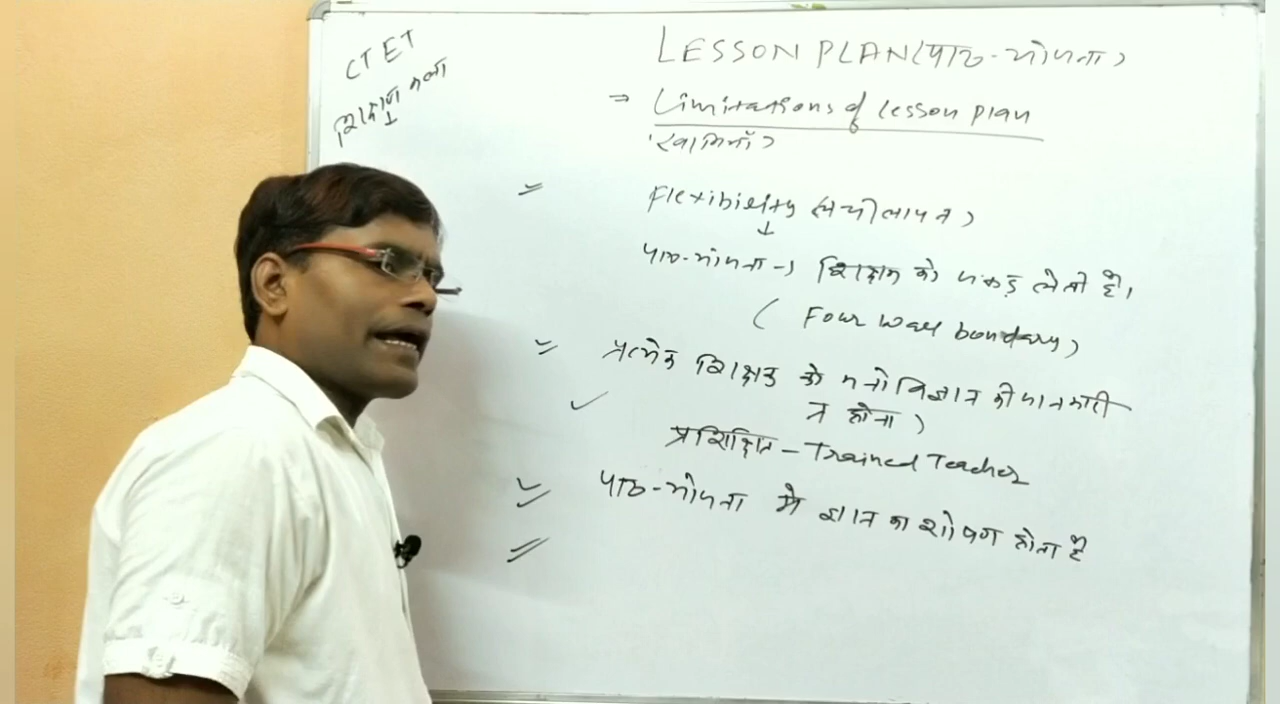 CTET
शिक्षण कला
LESSON PLAN (पाठ-योजना)
⇒ Limitations of lesson plan
(खामियाँ)
Flexibility (लचीलापन)
↓
पाठ-योजना → शिक्षक को पकड़ लेती है।
( Four wall boundary)
प्रत्येक शिक्षक को मनोविज्ञान की जानकारी
न होना)
प्रशिक्षित - Trained Teacher
पाठ-योजना में ज्ञान का शोषण होता है